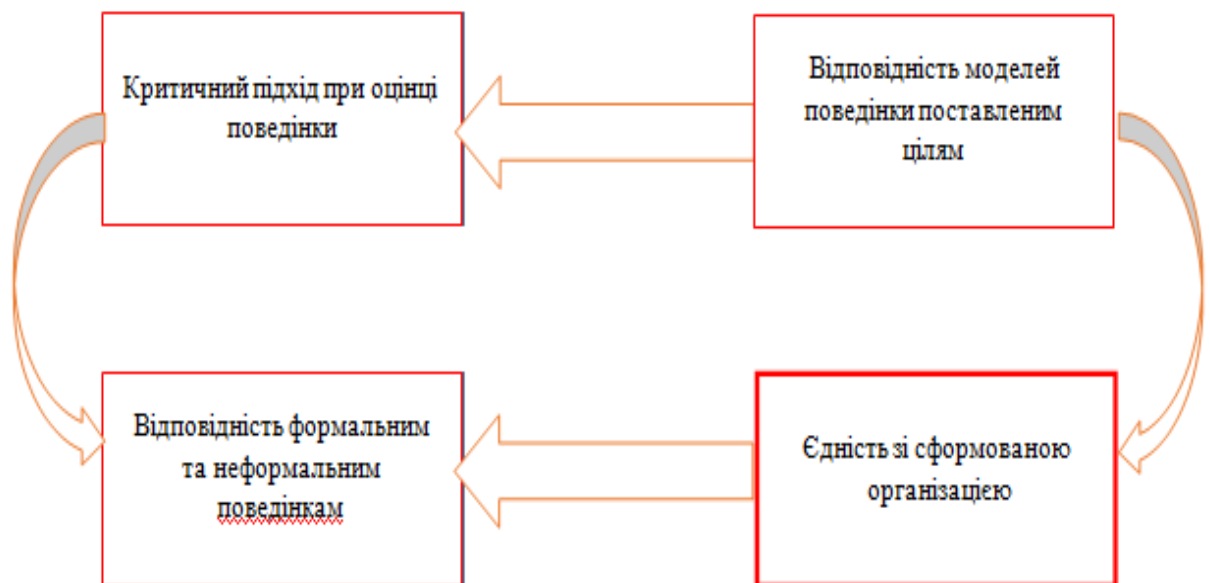 Критичний підхід при оцінці
поведінки
Відповідність моделей
поведінки поставленим
цілям
Відповідність формальним
та неформальним
поведінкам
Єдність зі сформованою
організацією